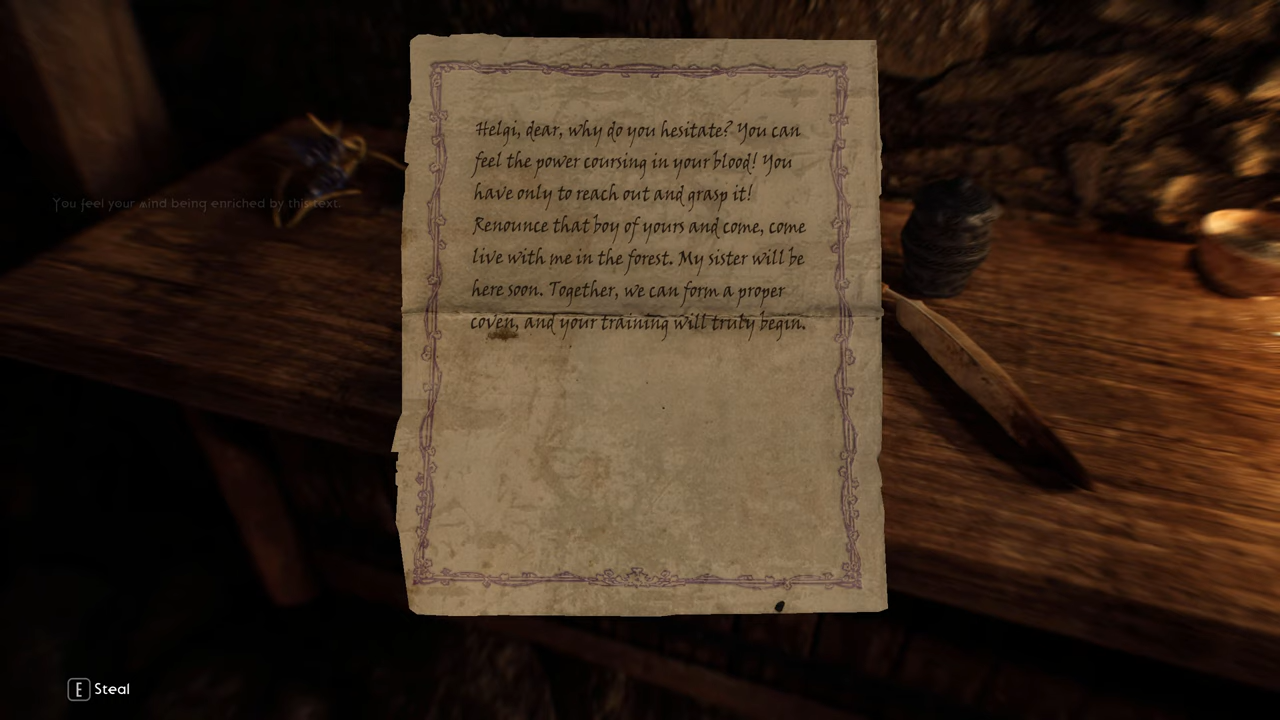 Helgi, dear, why do you hesitate? You can
feel the power coursing in your blood! You
have only to reach out and grasp it!
Renounce that boy of yours and come, come
live with me in the forest. My sister will be
here soon. Together, we can form a proper
coven, and your training will truly begin.
You feel your mind being enriched by this text.
E Steal